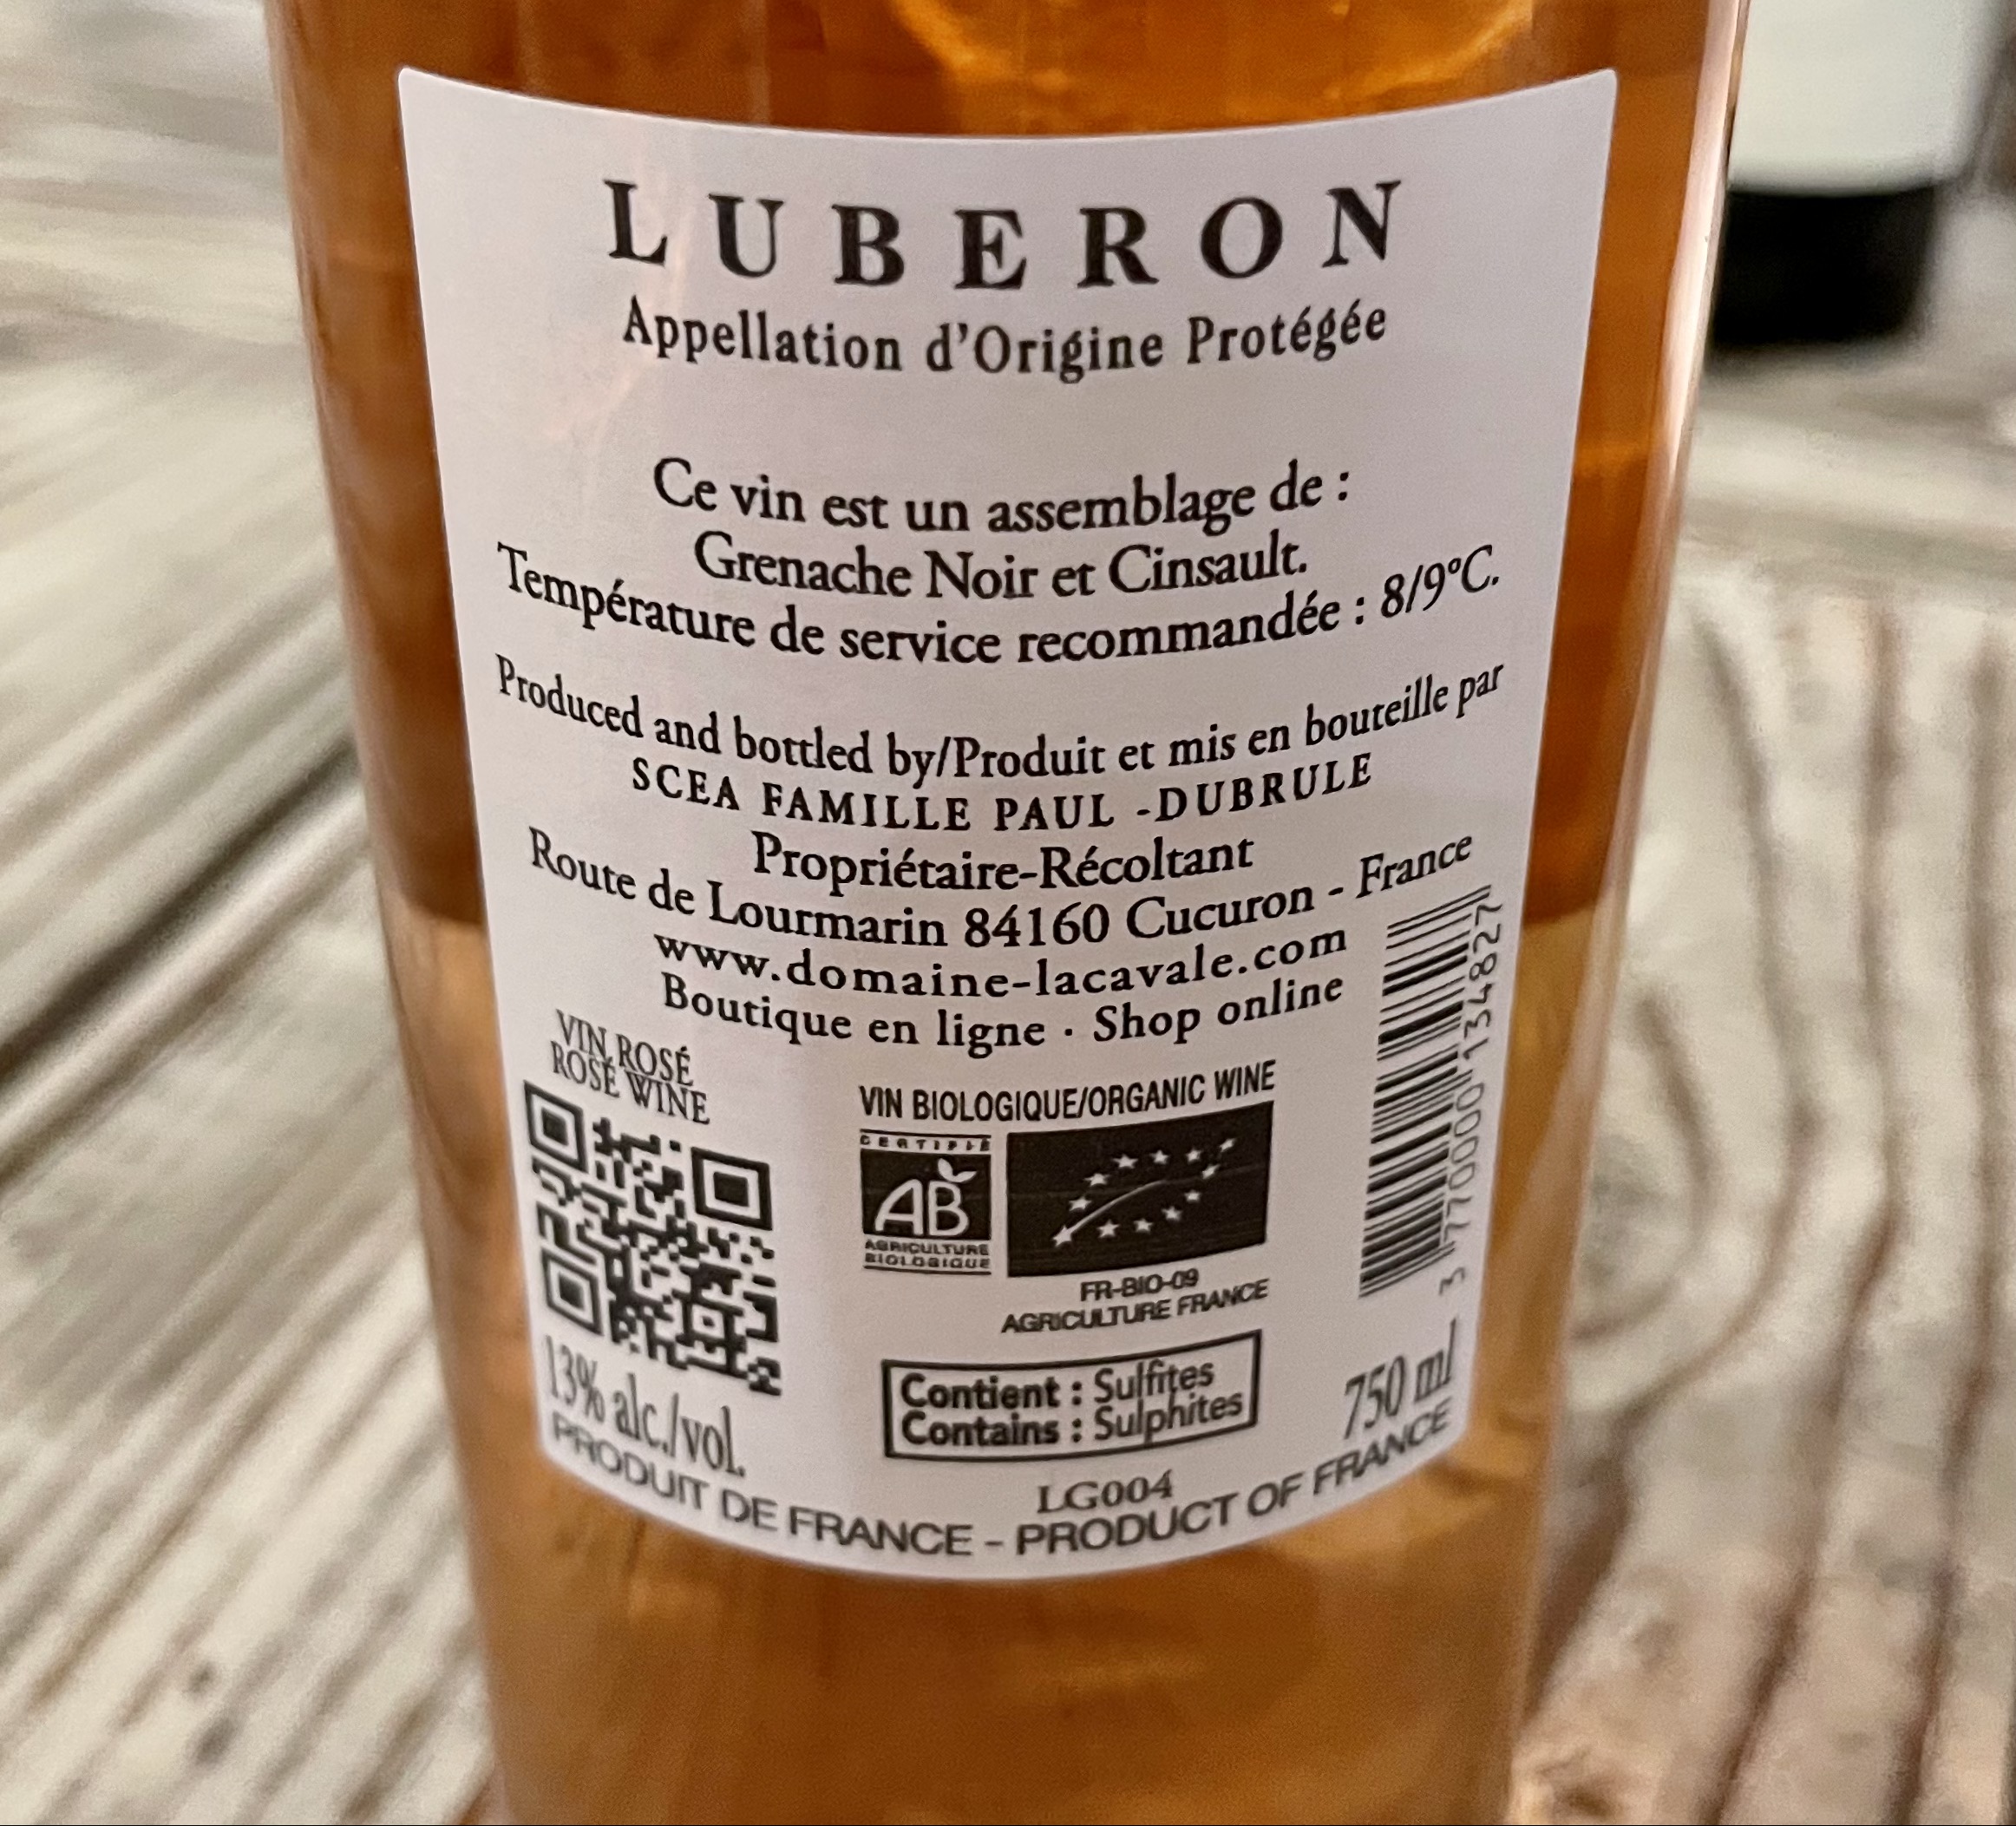 LUBERON
Appellation d'Origine Protégée
Ce vin est un assemblage de :
Grenache Noir et Cinsault.
Température de service recommandée : 8/9°C.
Produced and bottled by/Produit et mis en bouteille par
SCEA FAMILLE PAUL -DUBRULE
Propriétaire-Récoltant
Route de Lourmarin 84160 Cucuron - France
www.domaine-lacavale.com
Boutique en ligne · Shop online
VIN ROSÉ
ROSÉ WINE
VIN BIOLOGIQUE/ORGANIC WINE
CERTIFIÉ
AB
AGRICULTURE
BIOLOGIQUE
FR-BIO-09
AGRICULTURE FRANCE
3 770000 134827
13% alc./vol.
Contient : Sulfites
Contains : Sulphites
750 ml
LG004
PRODUIT DE FRANCE - PRODUCT OF FRANCE